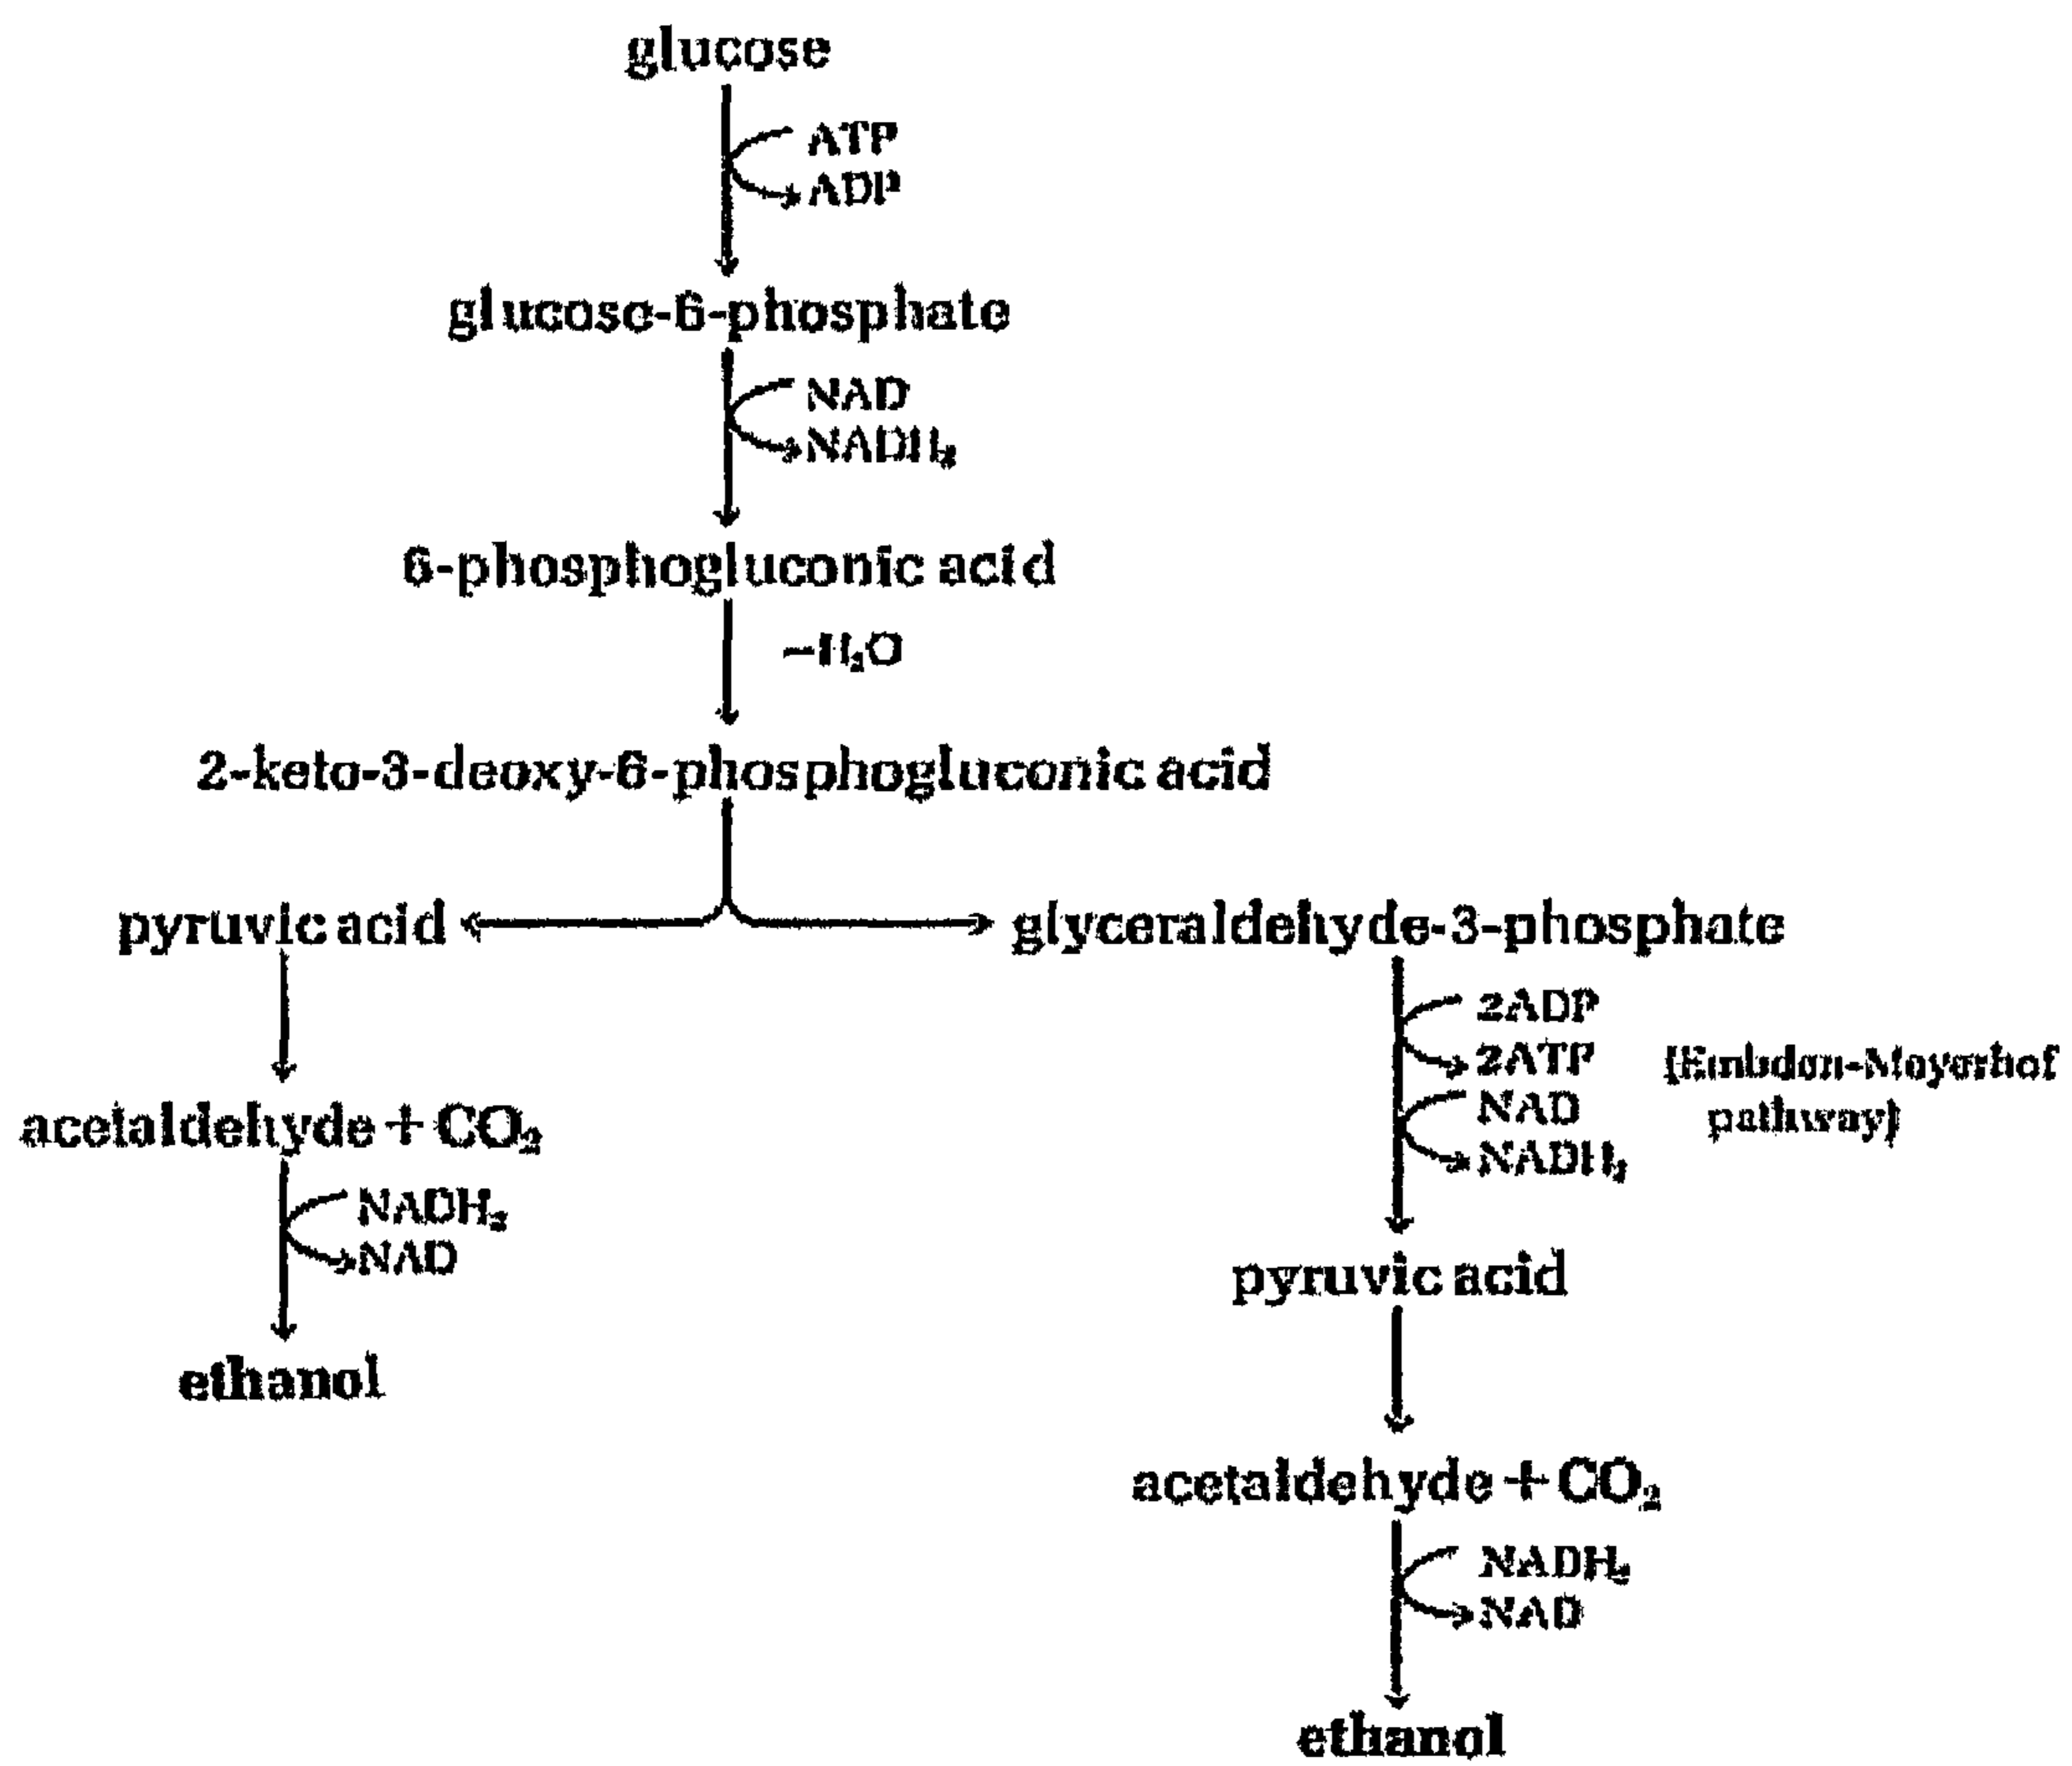 glucose
ATP
ADP
glucose-6-phosphate
NAD
NADH₂
6-phosphogluconic acid
–H₂O
2-keto-3-deoxy-6-phosphogluconic acid
pyruvic acid
glyceraldehyde-3-phosphate
2ADP
2ATP
(Embden-Meyerhof
pathway)
NAD
NADH₂
acetaldehyde + CO₂
NADH₂
NAD
pyruvic acid
ethanol
acetaldehyde + CO₂
NADH₂
NAD
ethanol